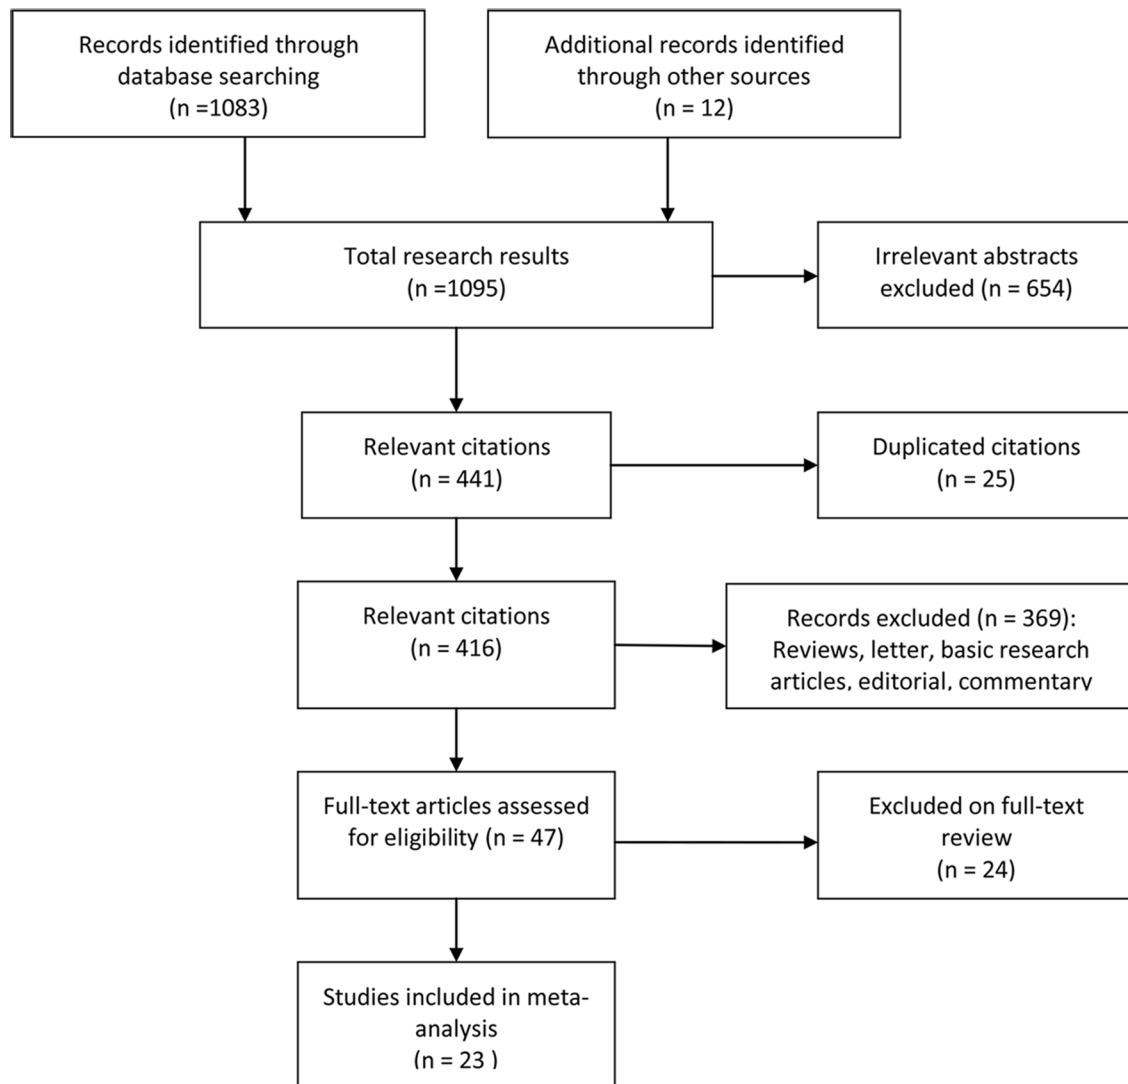 Records identified through
database searching
(n =1083)
Additional records identified
through other sources
(n = 12)
Total research results
(n =1095)
Irrelevant abstracts
excluded (n = 654)
Relevant citations
(n = 441)
Duplicated citations
(n = 25)
Relevant citations
(n = 416)
Records excluded (n = 369):
Reviews, letter, basic research
articles, editorial, commentary
Full-text articles assessed
for eligibility (n = 47)
Excluded on full-text
review
(n = 24)
Studies included in meta-
analysis
(n = 23 )